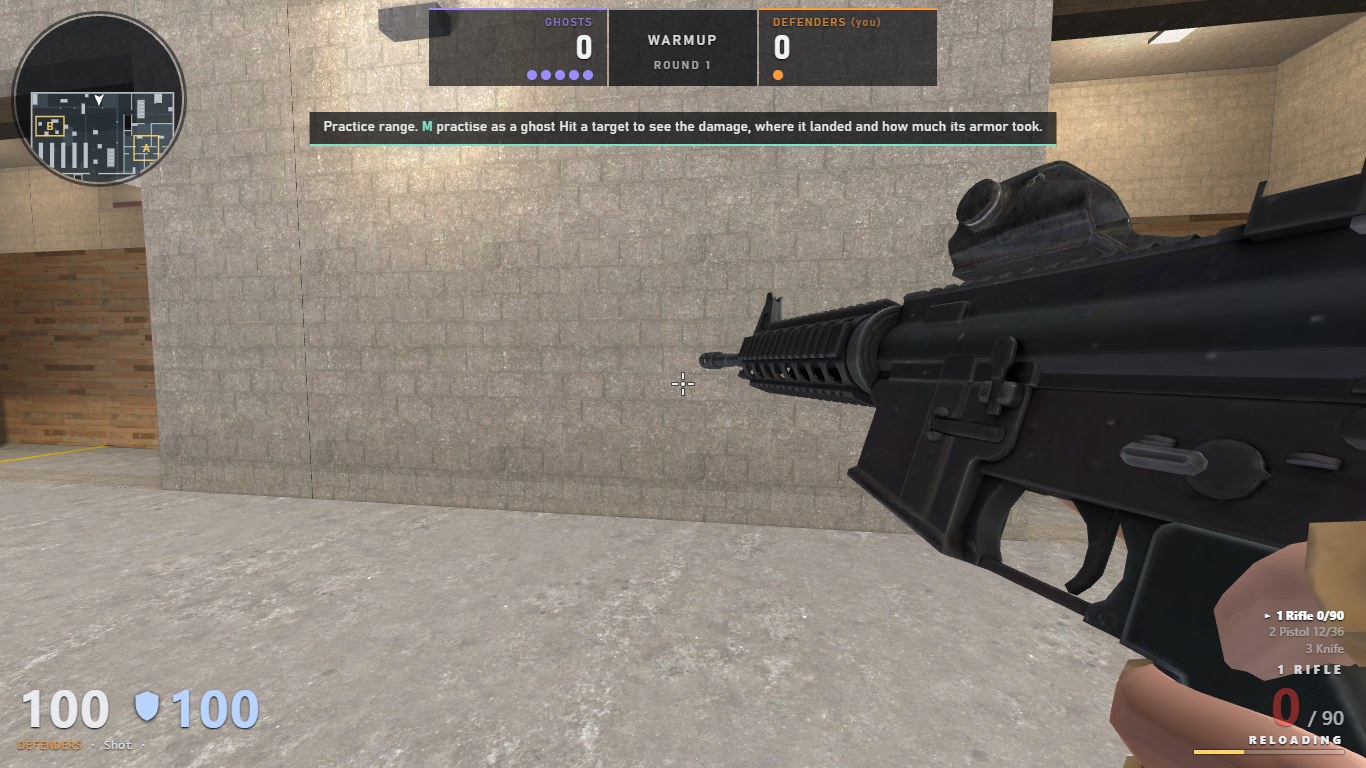 GHOSTS
0
WARMUP
ROUND 1
DEFENDERS (you)
0
Practice range. M practise as a ghost Hit a target to see the damage, where it landed and how much its armor took.
B
A
► 1 Rifle 0/90
2 Pistol 12/36
3 Knife
1 RIFLE
0 / 90
RELOADING
100 100
DEFENDERS · Shot ·